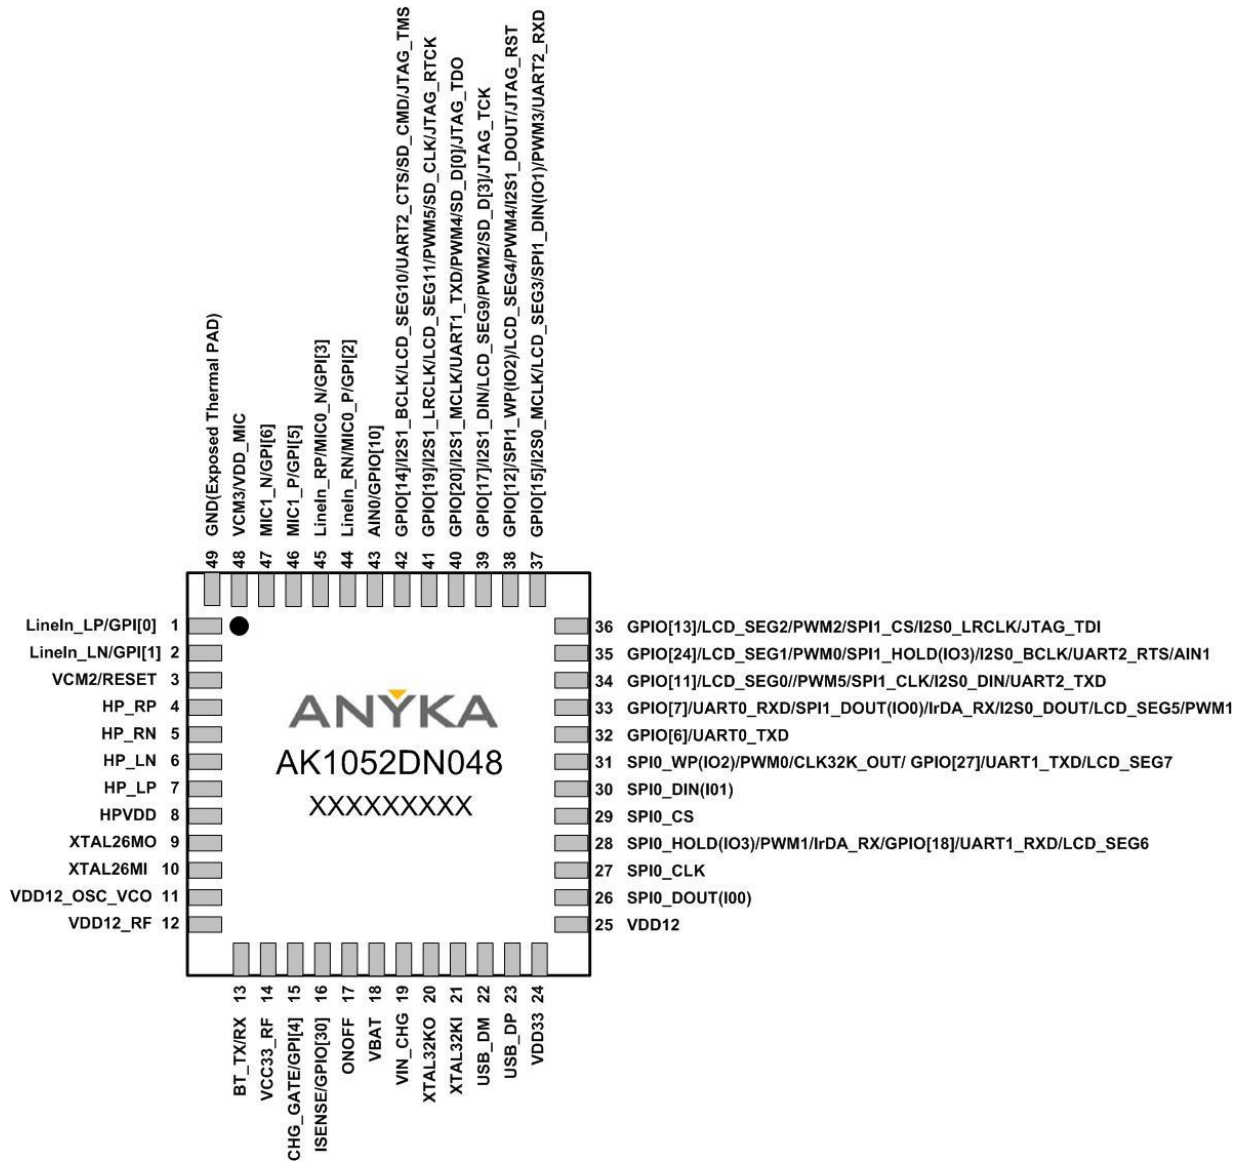 49 GND(Exposed Thermal PAD)
48 VCM3/VDD_MIC
47 MIC1_N/GPI[6]
46 MIC1_P/GPI[5]
45 LineIn_RP/MIC0_N/GPI[3]
44 LineIn_RN/MIC0_P/GPI[2]
43 AIN0/GPIO[10]
42 GPIO[14]/I2S1_BCLK/LCD_SEG10/UART2_CTS/SD_CMD/JTAG_TMS
41 GPIO[19]/I2S1_LRCLK/LCD_SEG11/PWM5/SD_CLK/JTAG_RTCK
40 GPIO[20]/I2S1_MCLK/UART1_TXD/PWM4/SD_D[0]/JTAG_TDO
39 GPIO[17]/I2S1_DIN/LCD_SEG9/PWM2/SD_D[3]/JTAG_TCK
38 GPIO[12]/SPI1_WP(IO2)/LCD_SEG4/PWM4/I2S1_DOUT/JTAG_RST
37 GPIO[15]/I2S0_MCLK/LCD_SEG3/SPI1_DIN(IO1)/PWM3/UART2_RXD
LineIn_LP/GPI[0] 1
LineIn_LN/GPI[1] 2
VCM2/RESET 3
HP_RP 4
HP_RN 5
HP_LN 6
HP_LP 7
HPVDD 8
XTAL26MO 9
XTAL26MI 10
VDD12_OSC_VCO 11
VDD12_RF 12
ANYKA
AK1052DN048
XXXXXXXXX
36 GPIO[13]/LCD_SEG2/PWM2/SPI1_CS/I2S0_LRCLK/JTAG_TDI
35 GPIO[24]/LCD_SEG1/PWM0/SPI1_HOLD(IO3)/I2S0_BCLK/UART2_RTS/AIN1
34 GPIO[11]/LCD_SEG0//PWM5/SPI1_CLK/I2S0_DIN/UART2_TXD
33 GPIO[7]/UART0_RXD/SPI1_DOUT(IO0)/IrDA_RX/I2S0_DOUT/LCD_SEG5/PWM1
32 GPIO[6]/UART0_TXD
31 SPI0_WP(IO2)/PWM0/CLK32K_OUT/ GPIO[27]/UART1_TXD/LCD_SEG7
30 SPI0_DIN(I01)
29 SPI0_CS
28 SPI0_HOLD(IO3)/PWM1/IrDA_RX/GPIO[18]/UART1_RXD/LCD_SEG6
27 SPI0_CLK
26 SPI0_DOUT(I00)
25 VDD12
BT_TX/RX 13
VCC33_RF 14
CHG_GATE/GPI[4] 15
ISENSE/GPIO[30] 16
ONOFF 17
VBAT 18
VIN_CHG 19
XTAL32KO 20
XTAL32KI 21
USB_DM 22
USB_DP 23
VDD33 24